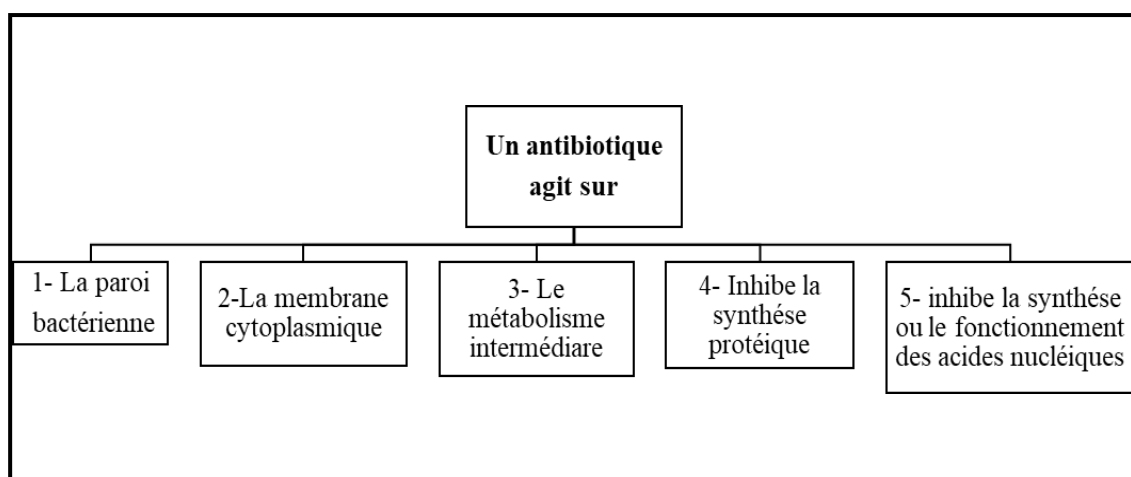 Un antibiotique
agit sur
1- La paroi
bactérienne
2-La membrane
cytoplasmique
3- Le
métabolisme
intermédiare
4- Inhibe la
synthése
protéique
5- inhibe la synthése
ou le fonctionnement
des acides nucléiques